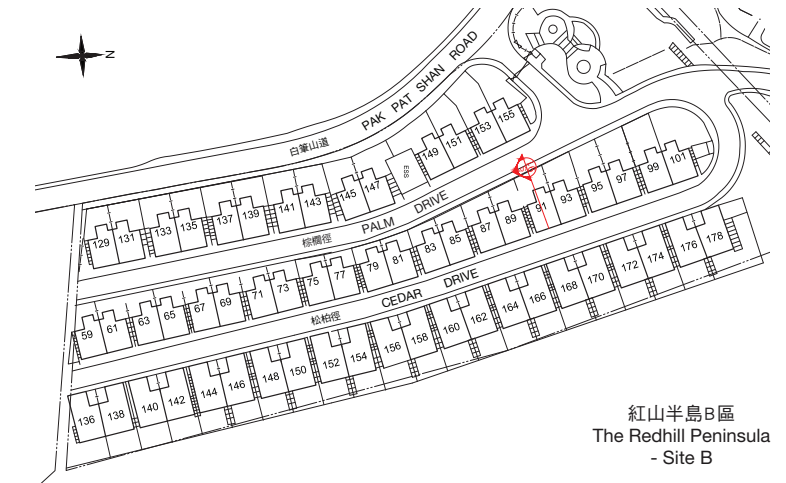 N
PAK PAT SHAN ROAD
白筆山道
129 131 133 135 137 139 141 143 145 147 ESS 149 151 153 155
PALM DRIVE
棕櫚徑
59 61 63 65 67 69 71 73 75 77 79 81 83 85 87 89 91 93 95 97 99 101
CEDAR DRIVE
松柏徑
136 138 140 142 144 146 148 150 152 154 156 158 160 162 164 166 168 170 172 174 176 178
紅山半島B區
The Redhill Peninsula
- Site B